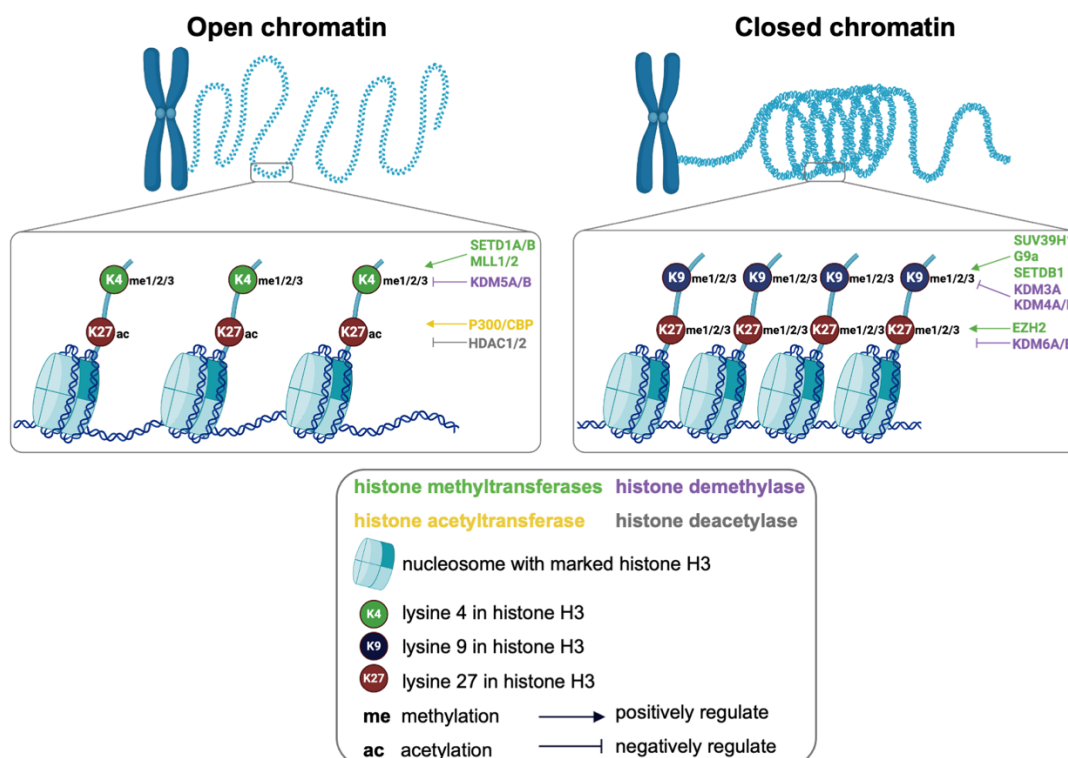 Open chromatin
Closed chromatin
SETD1A/B
MLL1/2
K4 me1/2/3 K4 me1/2/3 K4 me1/2/3
KDM5A/B
K27 ac K27 ac K27 ac
P300/CBP
HDAC1/2
SUV39H1
G9a
K9 me1/2/3 K9 me1/2/3 K9 me1/2/3 K9 me1/2/3
SETDB1
KDM3A
KDM4A/
K27 me1/2/3 K27 me1/2/3 K27 me1/2/3 K27 me1/2/3
EZH2
KDM6A/B
histone methyltransferases histone demethylase
histone acetyltransferase histone deacetylase
nucleosome with marked histone H3
K4 lysine 4 in histone H3
K9 lysine 9 in histone H3
K27 lysine 27 in histone H3
me methylation positively regulate
ac acetylation negatively regulate